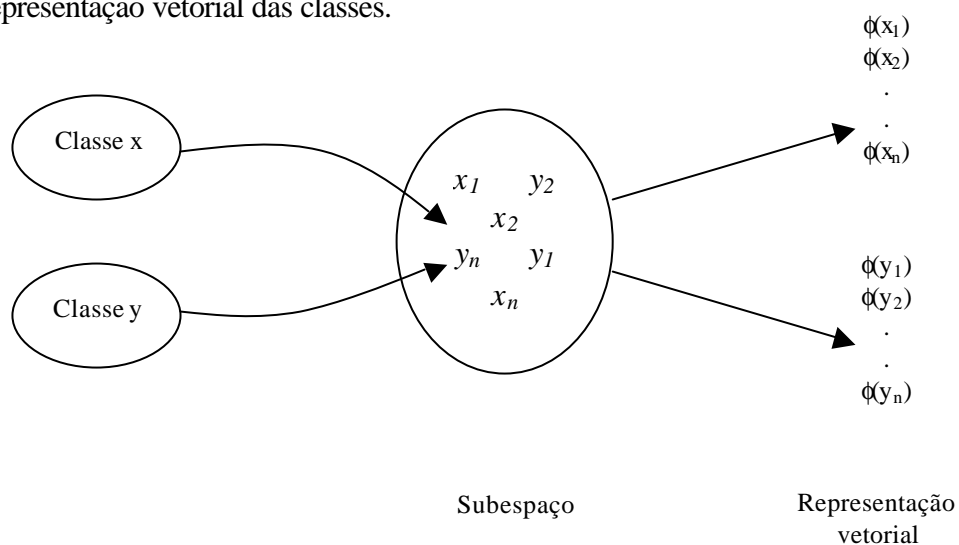 presentação vetorial das classes.
Classe x
Classe y
x1 y2
x2
yn y1
xn
ϕ(x1)
ϕ(x2)
.
.
ϕ(xn)
ϕ(y1)
ϕ(y2)
.
.
ϕ(yn)
Subespaço
Representação
vetorial